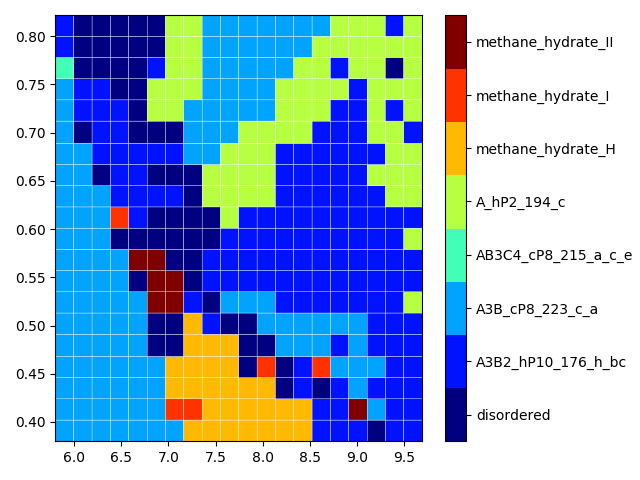 0.80
0.75
0.70
0.65
0.60
0.55
0.50
0.45
0.40
6.0 6.5 7.0 7.5 8.0 8.5 9.0 9.5
methane_hydrate_II
methane_hydrate_I
methane_hydrate_H
A_hP2_194_c
AB3C4_cP8_215_a_c_e
A3B_cP8_223_c_a
A3B2_hP10_176_h_bc
disordered